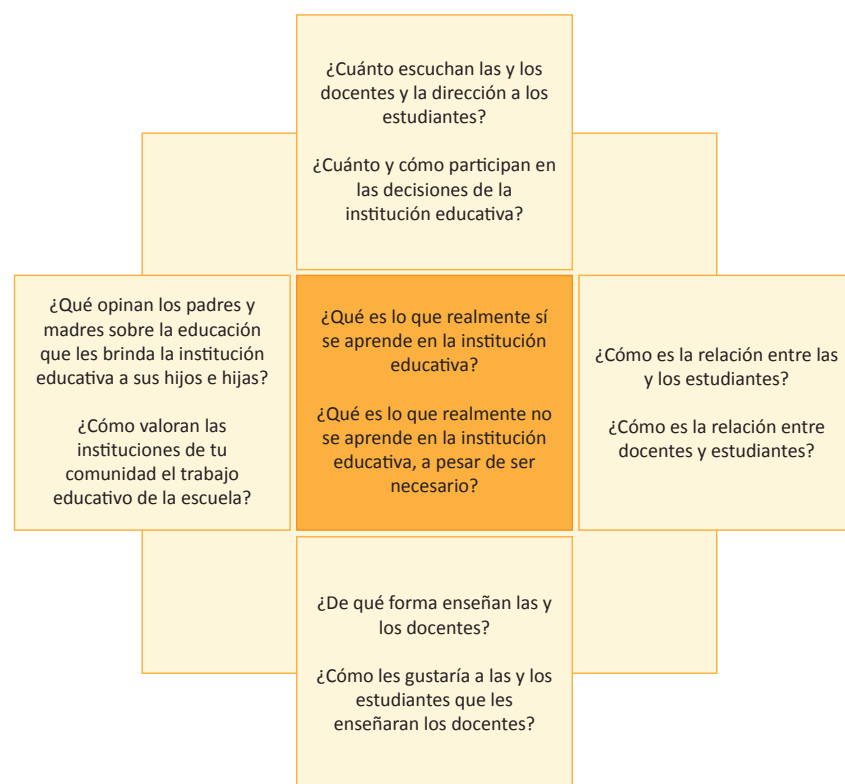 ¿Cuánto escuchan las y los
docentes y la dirección a los
estudiantes?
¿Cuánto y cómo participan en
las decisiones de la
institución educativa?
¿Qué opinan los padres y
madres sobre la educación
que les brinda la institución
educativa a sus hijos e hijas?
¿Cómo valoran las
instituciones de tu
comunidad el trabajo
educativo de la escuela?
¿Qué es lo que realmente sí
se aprende en la institución
educativa?
¿Qué es lo que realmente no
se aprende en la institución
educativa, a pesar de ser
necesario?
¿Cómo es la relación entre las
y los estudiantes?
¿Cómo es la relación entre
docentes y estudiantes?
¿De qué forma enseñan las y
los docentes?
¿Cómo les gustaría a las y los
estudiantes que les
enseñaran los docentes?